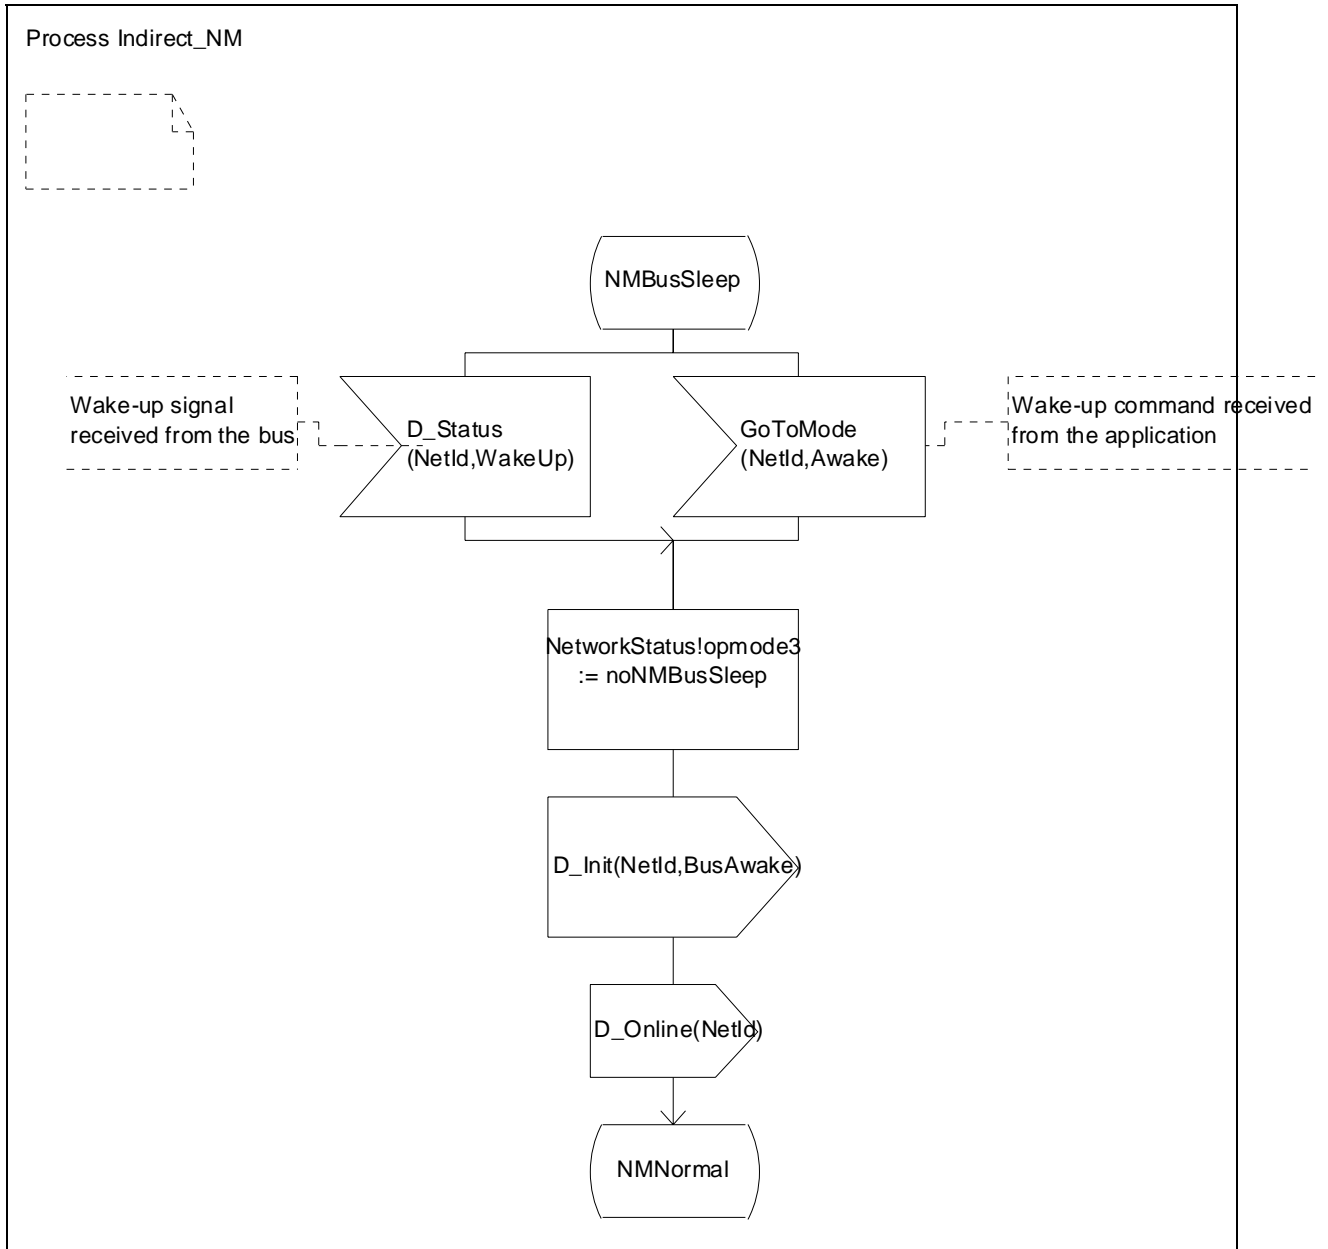 Process Indirect_NM
NMBusSleep
Wake-up signal
received from the bus
D_Status
(NetId,WakeUp)
GoToMode
(NetId,Awake)
Wake-up command received
from the application
NetworkStatus!opmode3
:= noNMBusSleep
D_Init(NetId,BusAwake)
D_Online(NetId)
NMNormal